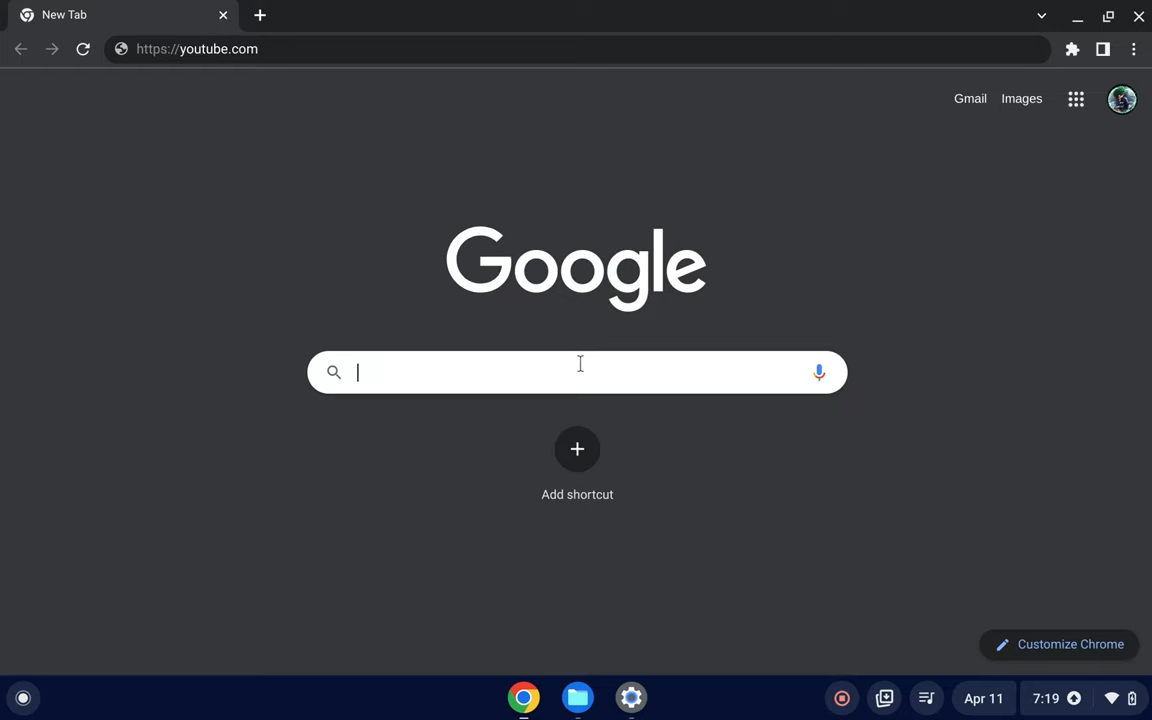 New Tab
https://youtube.com
Gmail Images
Google
Add shortcut
Customize Chrome
Apr 11 7:19